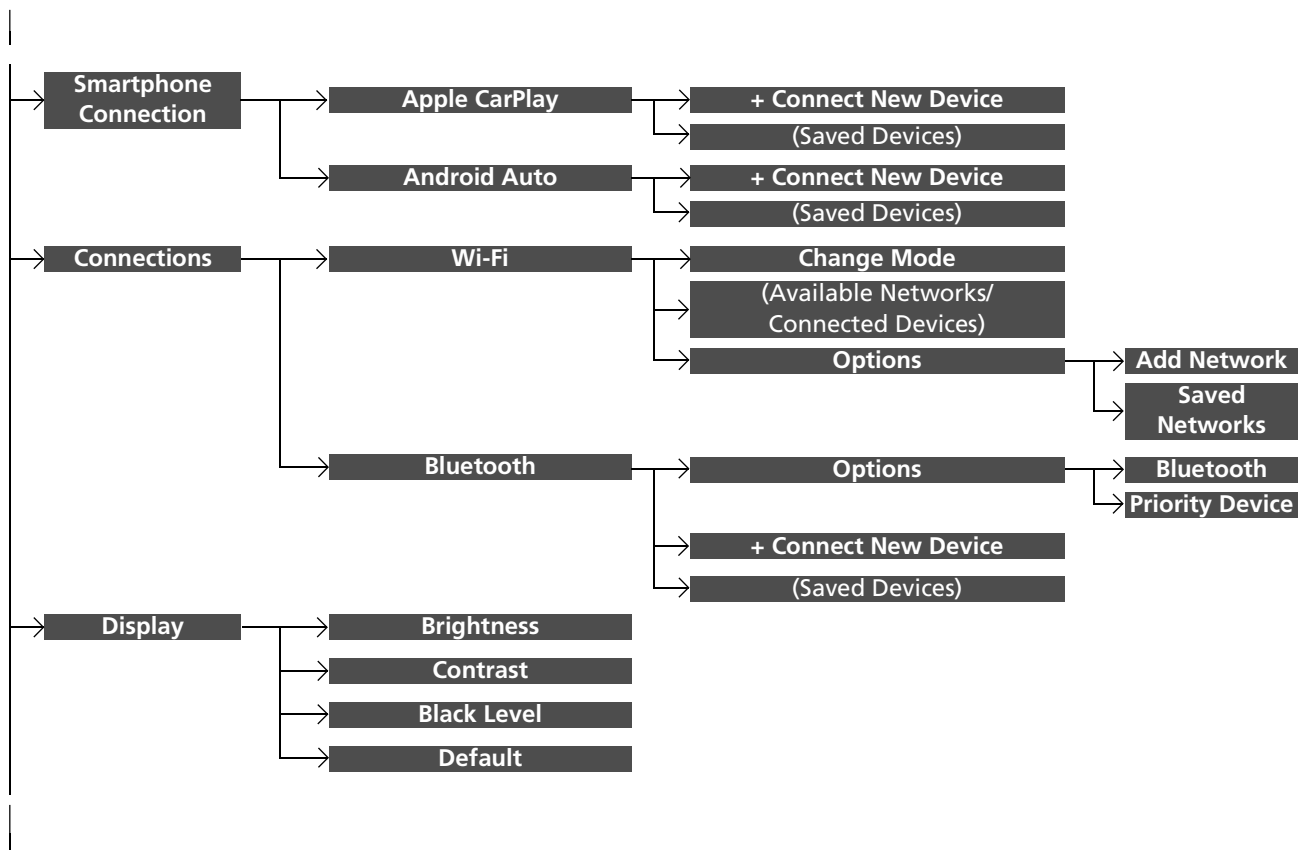 Smartphone
Connection
Apple CarPlay
+ Connect New Device
(Saved Devices)
Android Auto
+ Connect New Device
(Saved Devices)
Connections
Wi-Fi
Change Mode
(Available Networks/
Connected Devices)
Options
Add Network
Saved
Networks
Bluetooth
Options
Bluetooth
Priority Device
+ Connect New Device
(Saved Devices)
Display
Brightness
Contrast
Black Level
Default